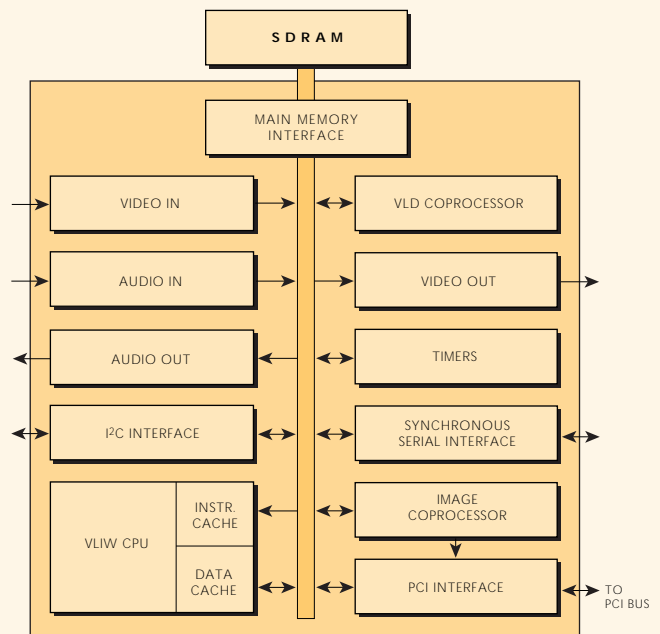 SDRAM
MAIN MEMORY
INTERFACE
VIDEO IN
VLD COPROCESSOR
AUDIO IN
VIDEO OUT
AUDIO OUT
TIMERS
I²C INTERFACE
SYNCHRONOUS
SERIAL INTERFACE
VLIW CPU
INSTR.
CACHE
DATA
CACHE
IMAGE
COPROCESSOR
PCI INTERFACE
TO
PCI BUS